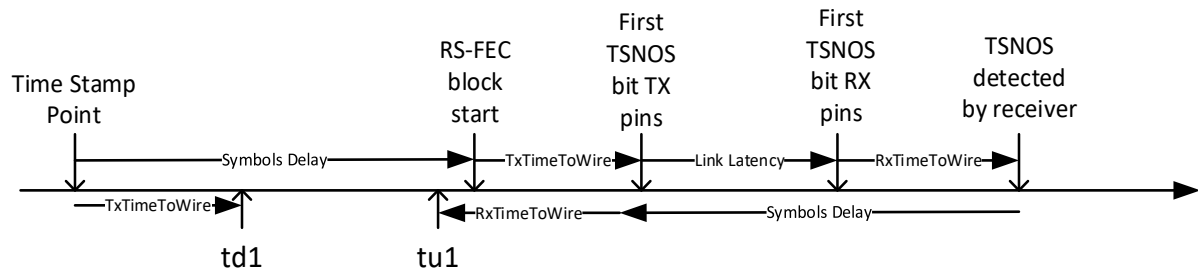 Time Stamp
Point
RS-FEC
block
start
First
TSNOS
bit TX
pins
First
TSNOS
bit RX
pins
TSNOS
detected
by receiver
Symbols Delay
TxTimeToWire
Link Latency
RxTimeToWire
TxTimeToWire
RxTimeToWire
Symbols Delay
td1
tu1